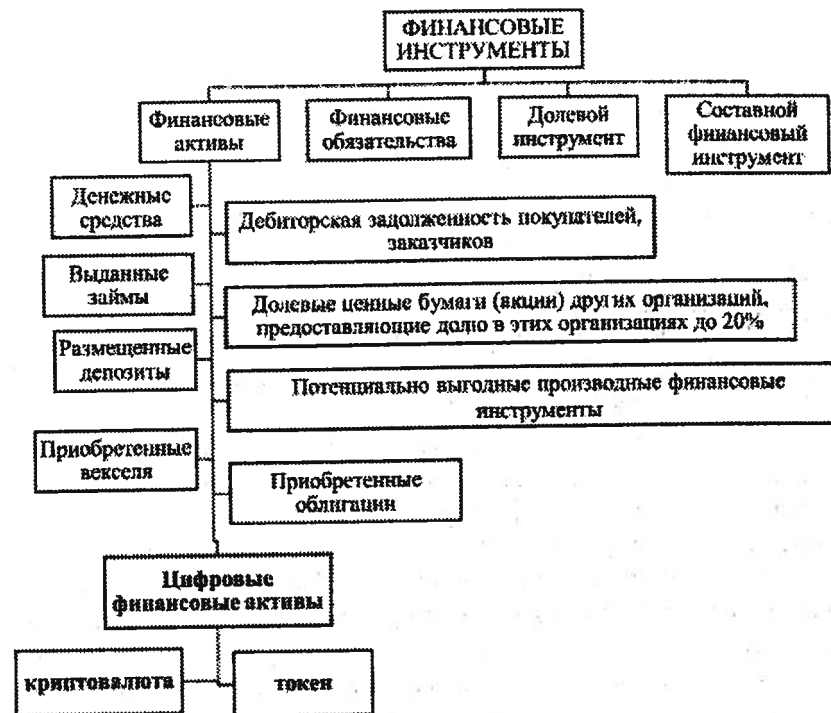 ФИНАНСОВЫЕ
ИНСТРУМЕНТЫ
Финансовые
активы
Финансовые
обязательства
Долевой
инструмент
Составной
финансовый
инструмент
Денежные
средства
Дебиторская задолженность покупателей,
заказчиков
Выданные
займы
Долевые ценные бумаги (акции) других организаций,
предоставляющие долю в этих организациях до 20%
Размещенные
депозиты
Потенциально выгодные производные финансовые
инструменты
Приобретенные
векселя
Приобретенные
облигации
Цифровые
финансовые активы
криптовалюта
токен